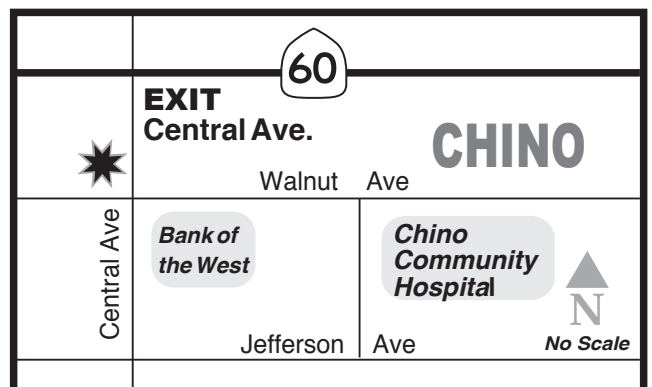 60
EXIT
Central Ave.
CHINO
Walnut Ave
Central Ave
Bank of
the West
Chino
Community
Hospital
N
Jefferson Ave
No Scale